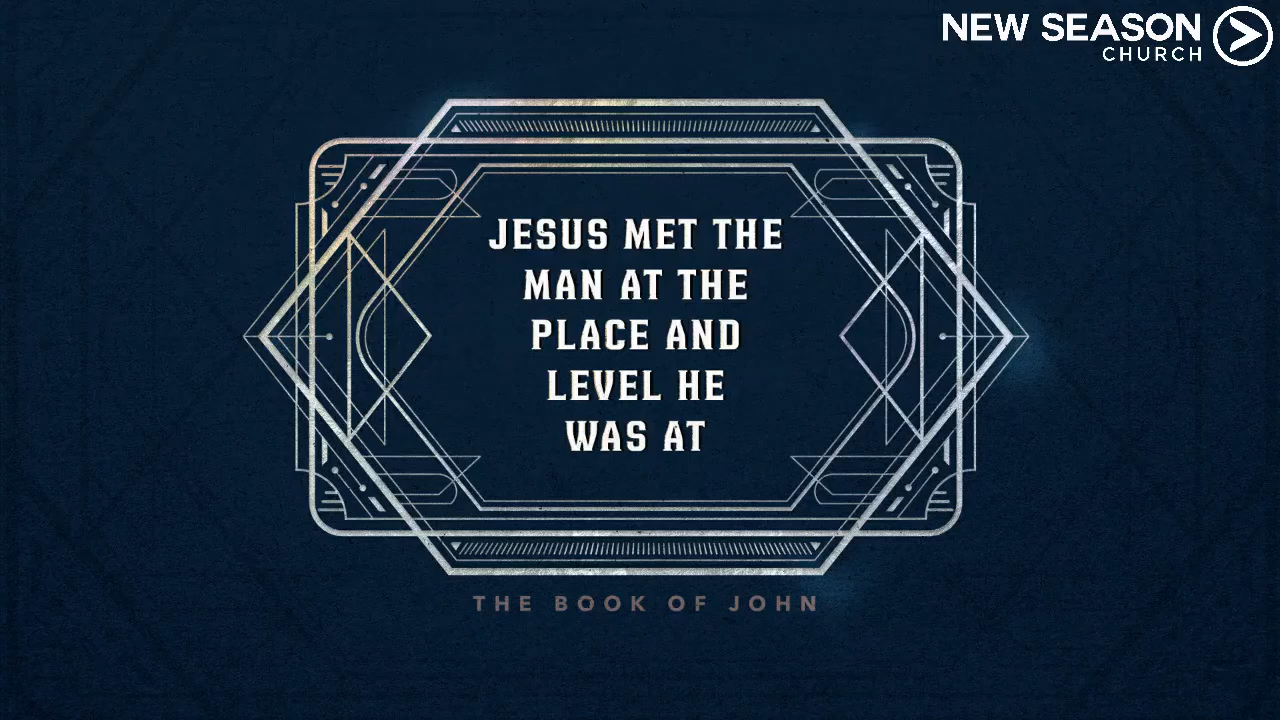 NEW SEASON
CHURCH
JESUS MET THE
MAN AT THE
PLACE AND
LEVEL HE
WAS AT
THE BOOK OF JOHN